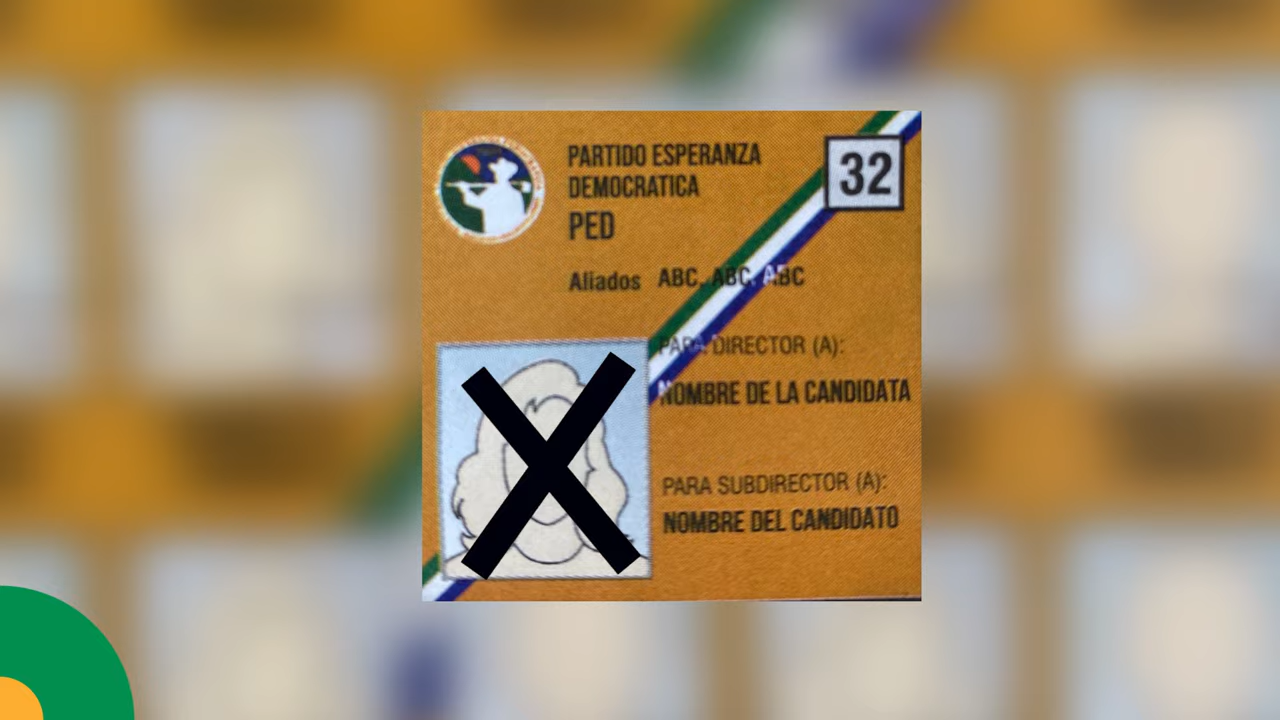 PARTIDO ESPERANZA
DEMOCRATICA
PED
32
Aliados ABC, ABC, ABC
PARA DIRECTOR (A):
NOMBRE DE LA CANDIDATA
PARA SUBDIRECTOR (A):
NOMBRE DEL CANDIDATO